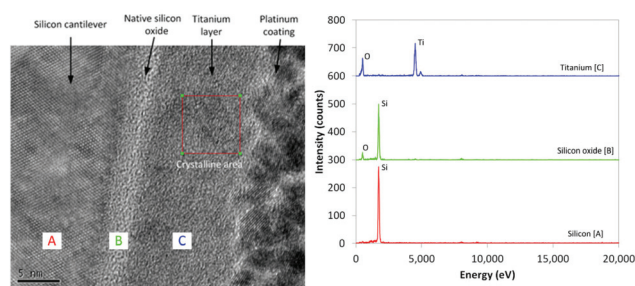 Silicon cantilever
Native silicon
oxide
Titanium
layer
Platinum
coating
Crystalline area
A
B
C
5 nm
Intensity (counts)
800
700
600
500
400
300
200
100
0
O
Ti
Titanium [C]
Si
O
Silicon oxide [B]
Si
Silicon [A]
0
5,000
10,000
15,000
20,000
Energy (eV)